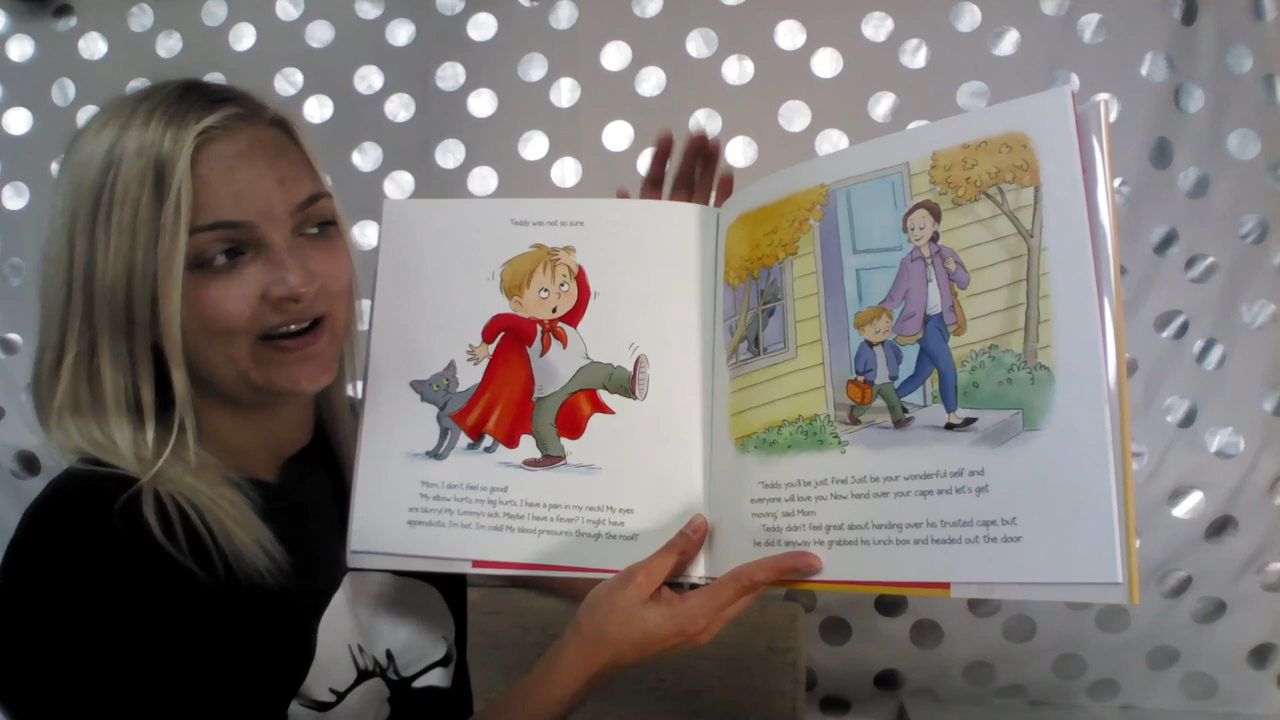 Teddy was not so sure.
"Mom, I don't feel so good!
"My elbow hurts, my leg hurts, I have a pain in my neck! My eyes
are blurry! My tummy's sick. Maybe I have a fever? I might have
appendicitis. I'm hot. I'm cold! My blood pressure's through the roof!"
"Teddy, you'll be just fine! Just be your wonderful self and
everyone will love you. Now, hand over your cape and let's get
moving," said Mom.
Teddy didn't feel great about handing over his trusted cape, but
he did it anyway. He grabbed his lunch box and headed out the door